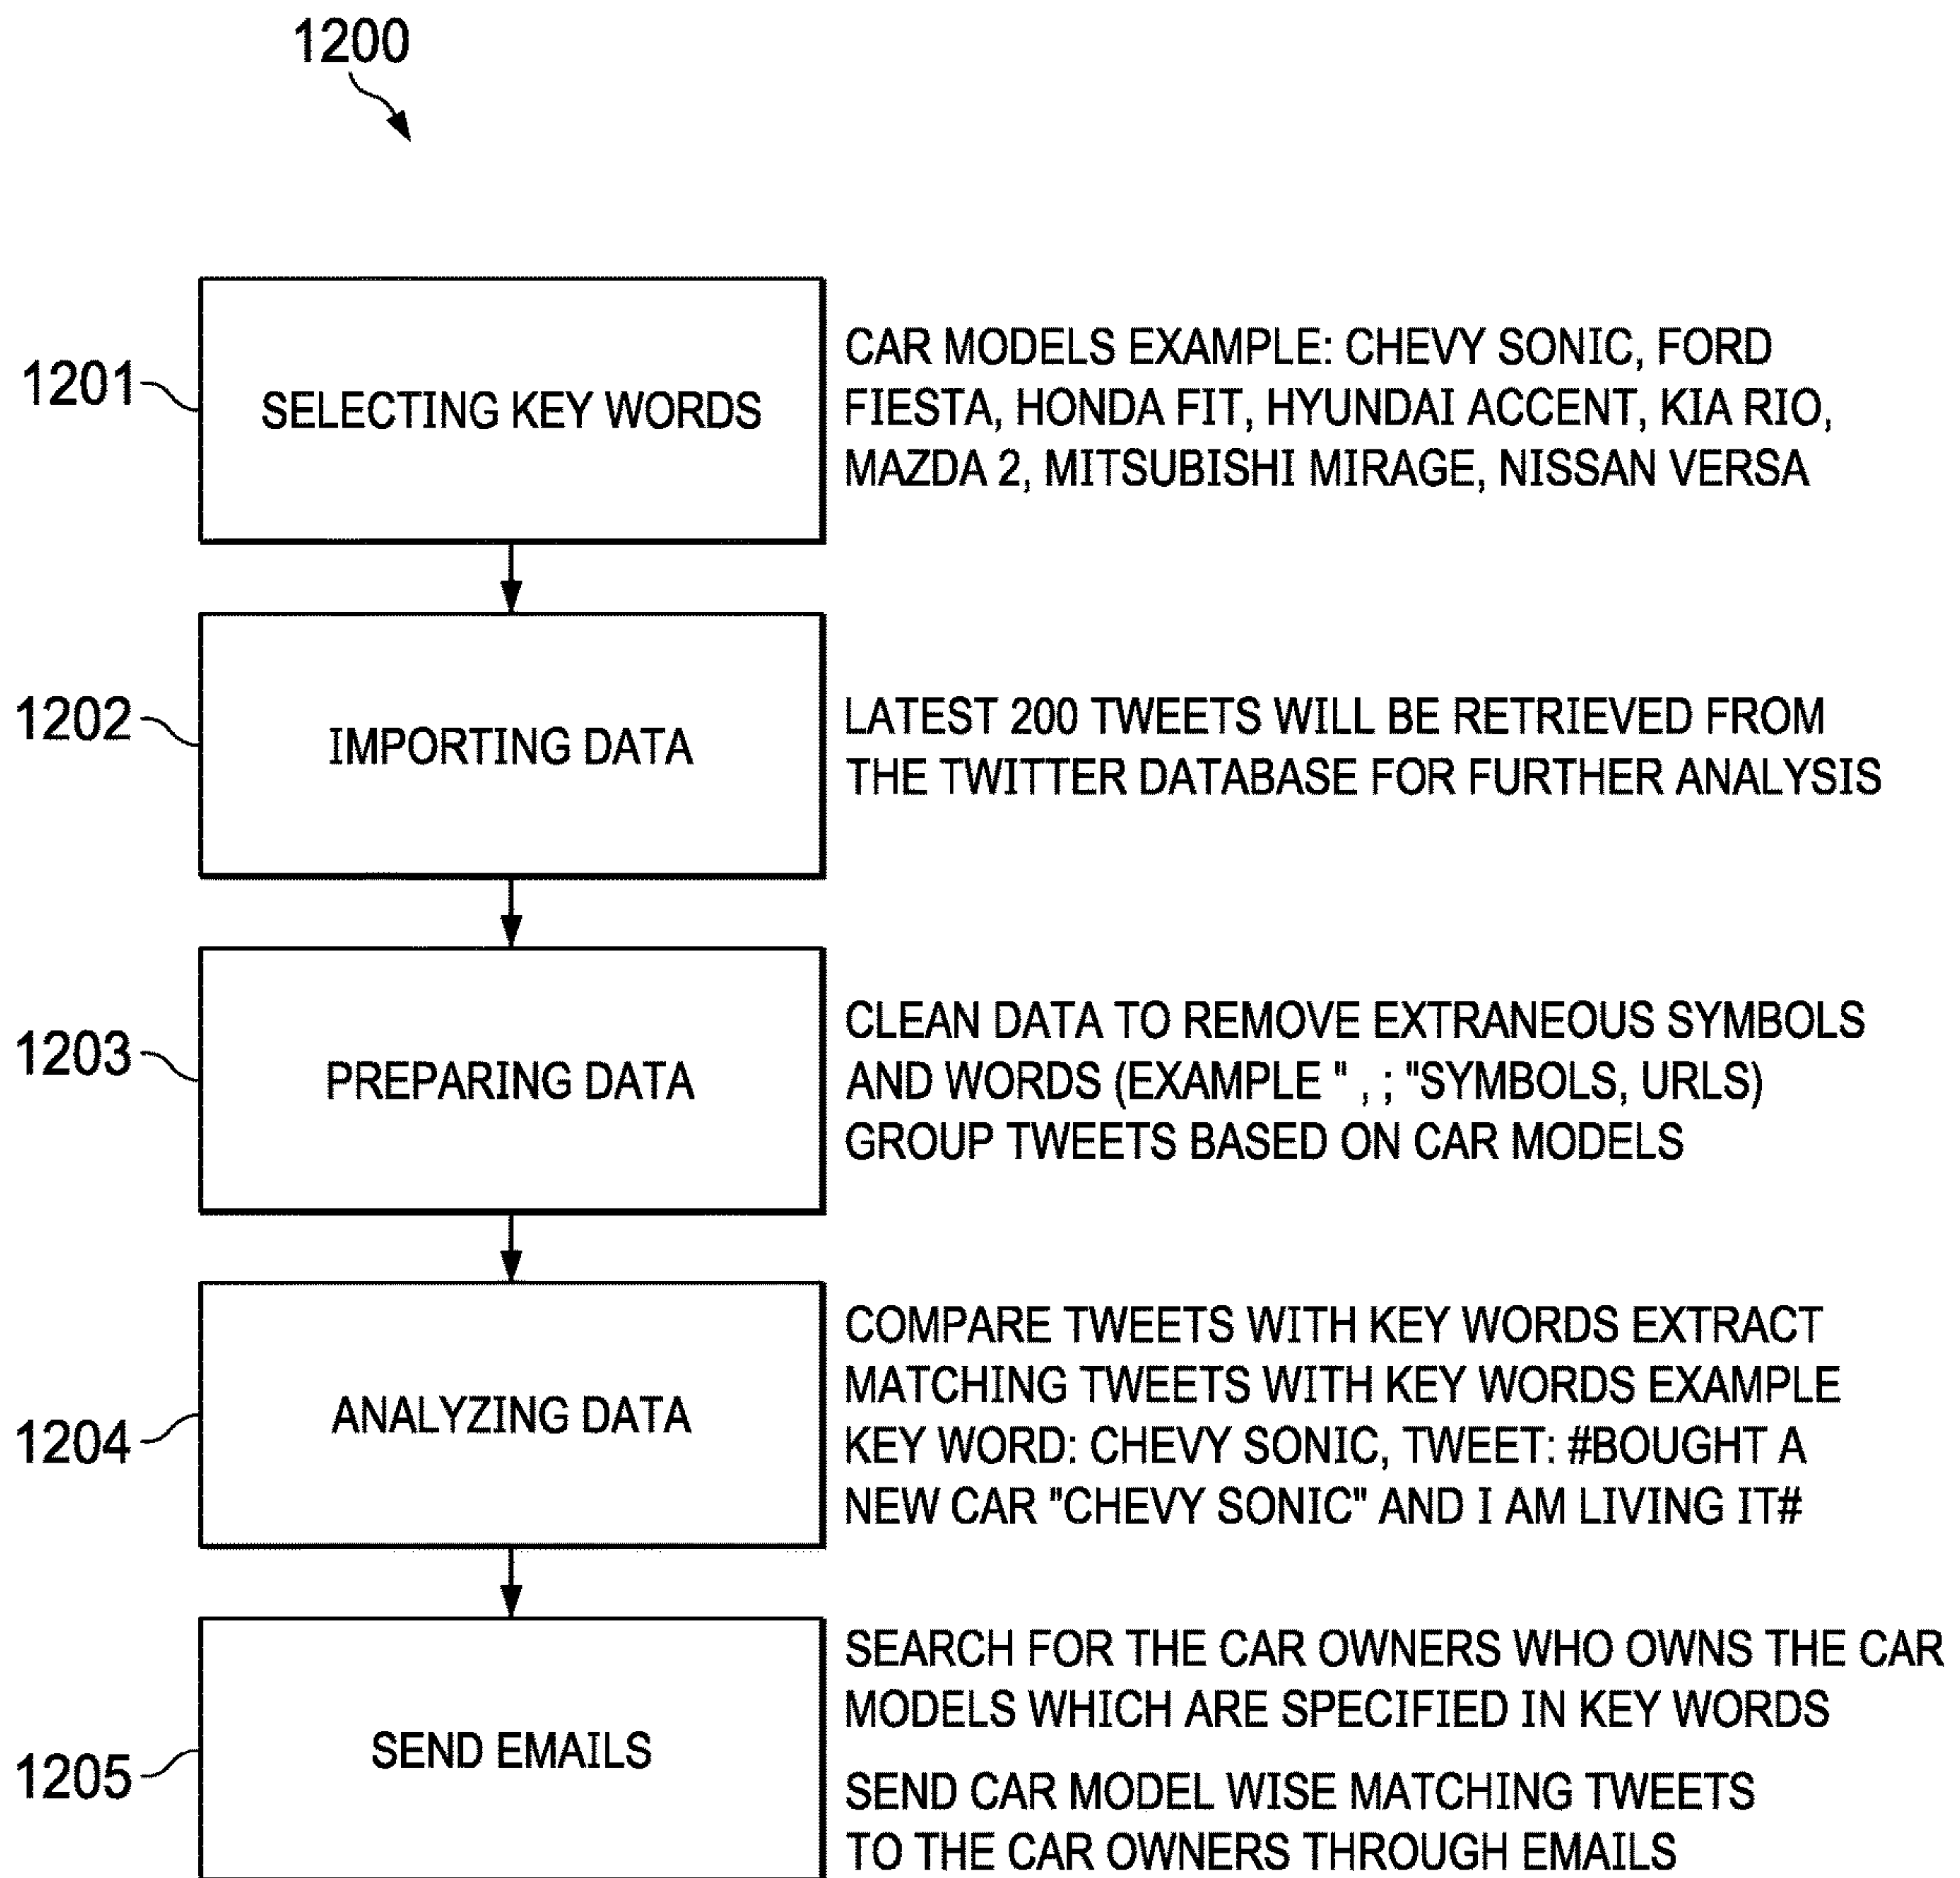 1200
1201
SELECTING KEY WORDS
CAR MODELS EXAMPLE: CHEVY SONIC, FORD
FIESTA, HONDA FIT, HYUNDAI ACCENT, KIA RIO,
MAZDA 2, MITSUBISHI MIRAGE, NISSAN VERSA
1202
IMPORTING DATA
LATEST 200 TWEETS WILL BE RETRIEVED FROM
THE TWITTER DATABASE FOR FURTHER ANALYSIS
1203
PREPARING DATA
CLEAN DATA TO REMOVE EXTRANEOUS SYMBOLS
AND WORDS (EXAMPLE " , ; "SYMBOLS, URLS)
GROUP TWEETS BASED ON CAR MODELS
1204
ANALYZING DATA
COMPARE TWEETS WITH KEY WORDS EXTRACT
MATCHING TWEETS WITH KEY WORDS EXAMPLE
KEY WORD: CHEVY SONIC, TWEET: #BOUGHT A
NEW CAR "CHEVY SONIC" AND I AM LIVING IT#
1205
SEND EMAILS
SEARCH FOR THE CAR OWNERS WHO OWNS THE CAR
MODELS WHICH ARE SPECIFIED IN KEY WORDS
SEND CAR MODEL WISE MATCHING TWEETS
TO THE CAR OWNERS THROUGH EMAILS